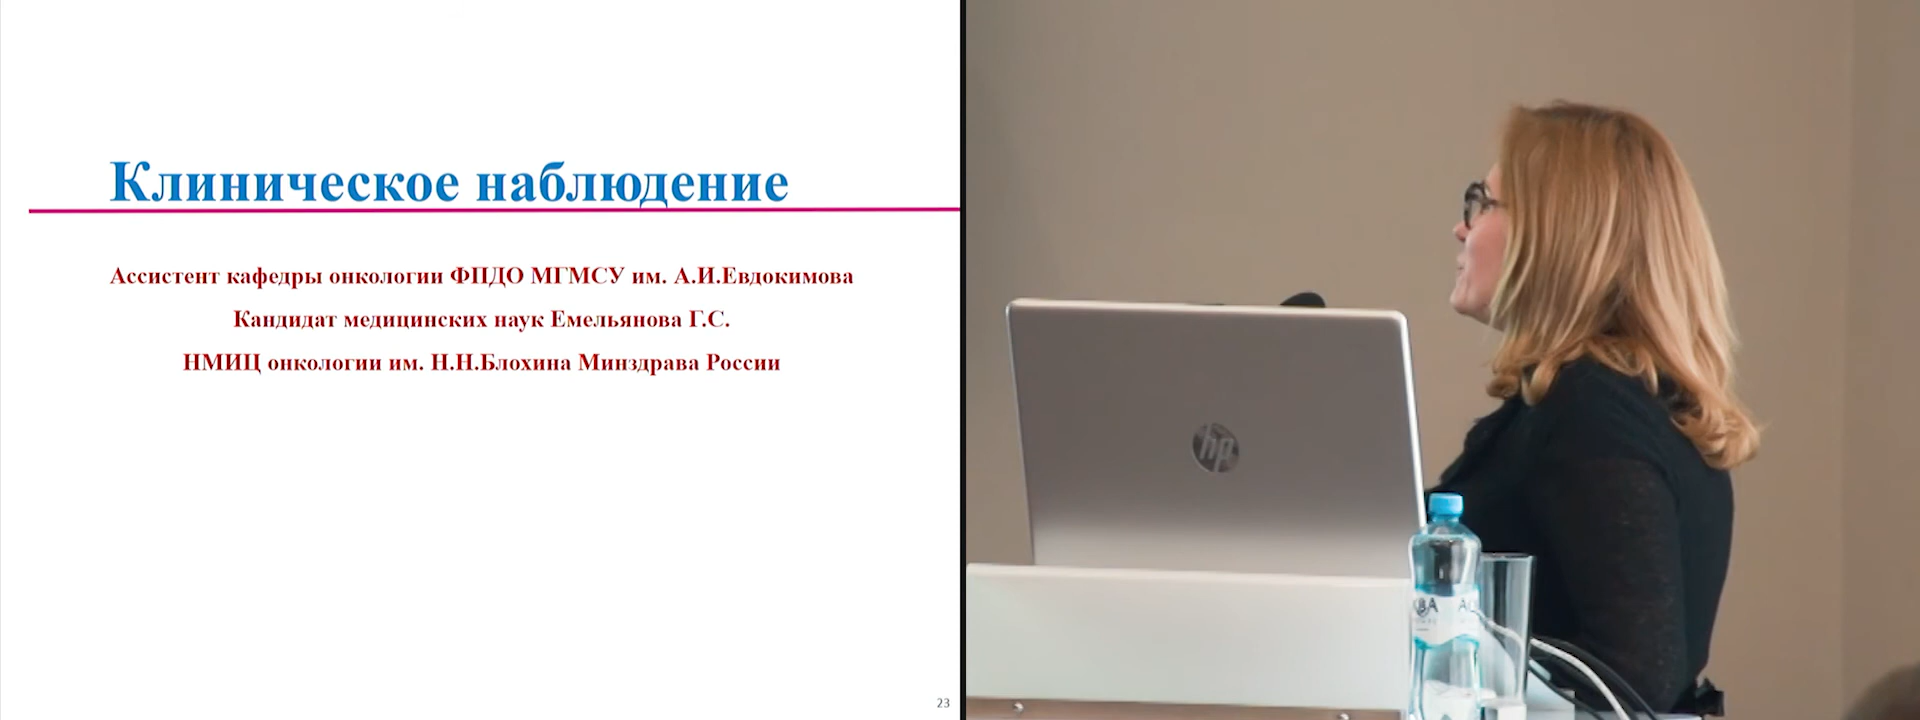 Клиническое наблюдение
Ассистент кафедры онкологии ФПДО МГМСУ им. А.И.Евдокимова
Кандидат медицинских наук Емельянова Г.С.
НМИЦ онкологии им. Н.Н.Блохина Минздрава России
23
hp